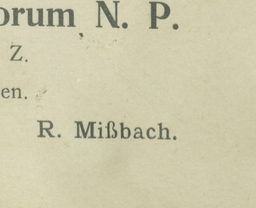 orum N. P.
Z.
en.
R. Mißbach.